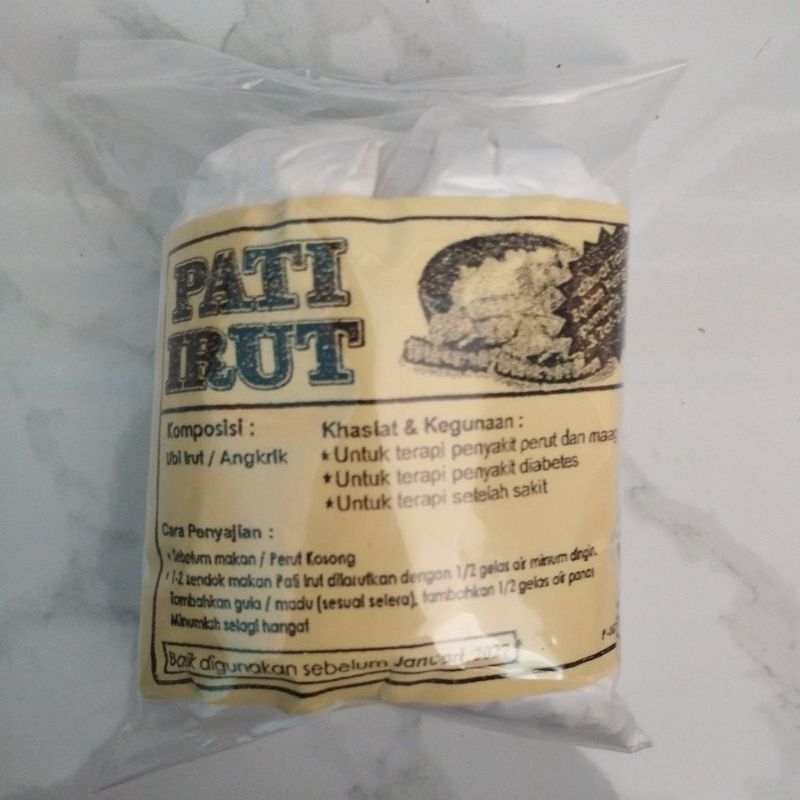 PATI
IRUT
Komposisi :
Ubi Irut / Angkrik
Khasiat & Kegunaan :
★Untuk terapi penyakit perut dan maag
★Untuk terapi penyakit diabetes
★Untuk terapi setelah sakit
Cara Penyajian :
Sebelum makan / Perut Kosong
1-2 sendok makan Pati Irut dilarutkan dengan 1/2 gelas air minum dingin.
Tambahkan gula / madu (sesuai selera), tambahkan 1/2 gelas air panas
Minumlah selagi hangat
Baik digunakan sebelum Januari